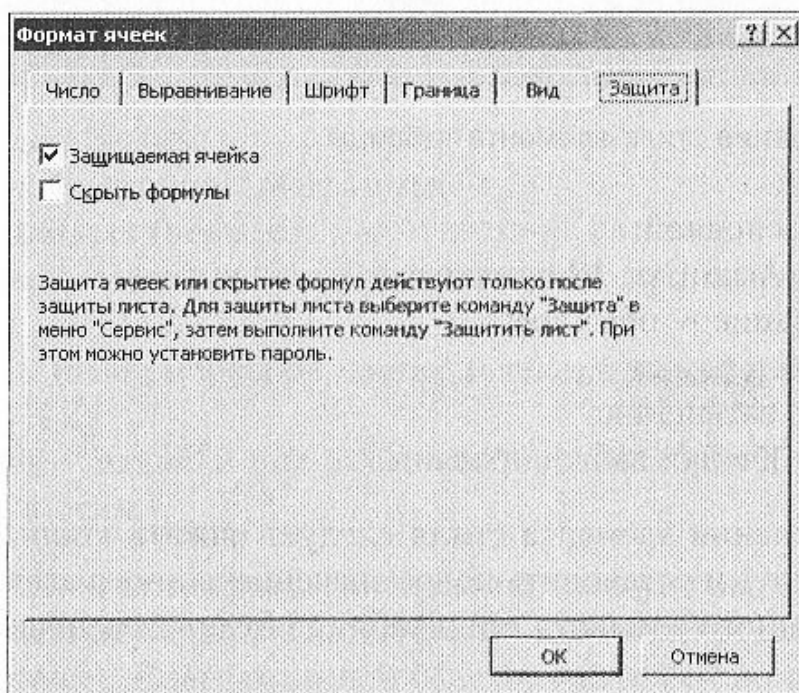 Формат ячеек
Число Выравнивание Шрифт Граница Вид Защита
Защищаемая ячейка
Скрыть формулы
Защита ячеек или скрытие формул действуют только после
защиты листа. Для защиты листа выберите команду "Защита" в
меню "Сервис", затем выполните команду "Защитить лист". При
этом можно установить пароль.
ОК Отмена